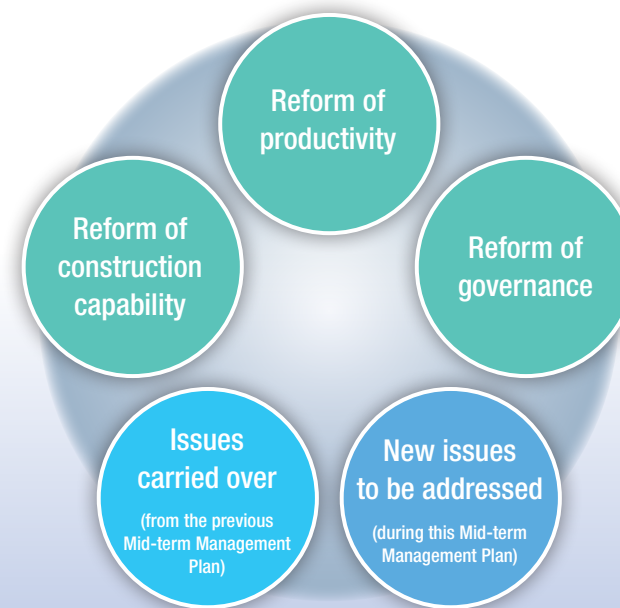 Reform of
productivity
Reform of
construction
capability
Reform of
governance
Issues
carried over
(from the previous
Mid-term Management
Plan)
New issues
to be addressed
(during this Mid-term
Management Plan)